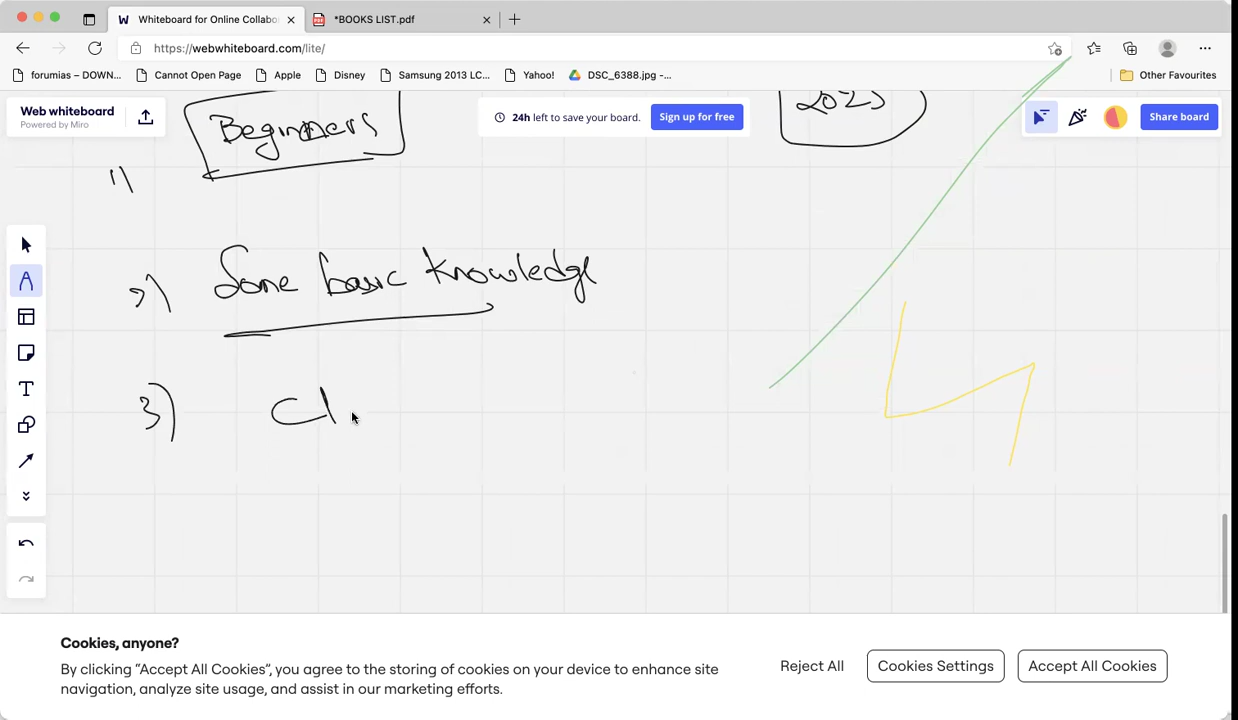 Whiteboard for Online Collabo
*BOOKS LIST.pdf
https://webwhiteboard.com/lite/
forumias – DOWN...
Cannot Open Page
Apple
Disney
Samsung 2013 LC...
Yahoo!
DSC_6388.jpg -...
Other Favourites
Web whiteboard
Powered by Miro
24h left to save your board.
Sign up for free
Share board
Beginners
2023
1)
2) Some basic knowledge
3) Cl
Cookies, anyone?
By clicking “Accept All Cookies”, you agree to the storing of cookies on your device to enhance site
navigation, analyze site usage, and assist in our marketing efforts.
Reject All
Cookies Settings
Accept All Cookies